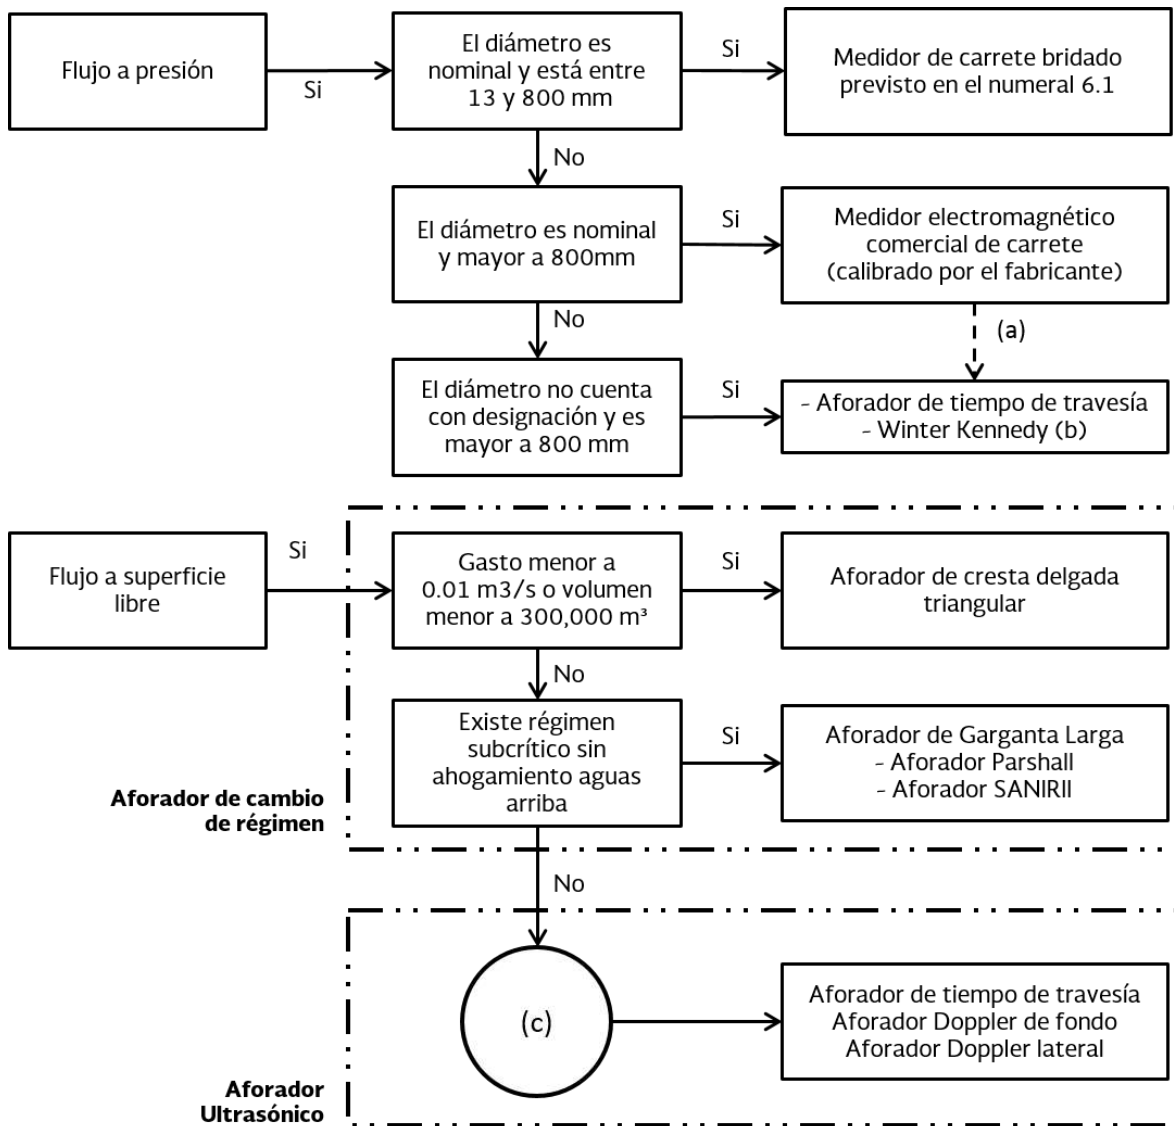 Flujo a presión
Si
El diámetro es
nominal y está entre
13 y 800 mm
Si
Medidor de carrete bridado
previsto en el numeral 6.1
No
El diámetro es nominal
y mayor a 800mm
Si
Medidor electromagnético
comercial de carrete
(calibrado por el fabricante)
No
(a)
El diámetro no cuenta
con designación y es
mayor a 800 mm
Si
- Aforador de tiempo de travesía
- Winter Kennedy (b)
Flujo a superficie
libre
Si
Gasto menor a
0.01 m3/s o volumen
menor a 300,000 m³
Si
Aforador de cresta delgada
triangular
No
Existe régimen
subcrítico sin
ahogamiento aguas
arriba
Si
Aforador de Garganta Larga
- Aforador Parshall
- Aforador SANIRII
Aforador de cambio
de régimen
No
(c)
Aforador de tiempo de travesía
Aforador Doppler de fondo
Aforador Doppler lateral
Aforador
Ultrasónico